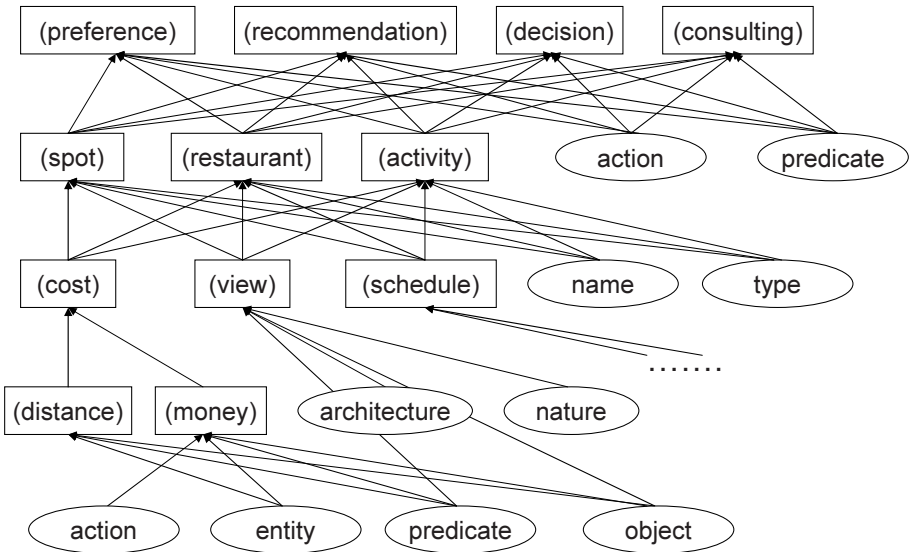 (preference) (recommendation) (decision) (consulting)
(spot) (restaurant) (activity) action predicate
(cost) (view) (schedule) name type
.......
(distance) (money) architecture nature
action entity predicate object